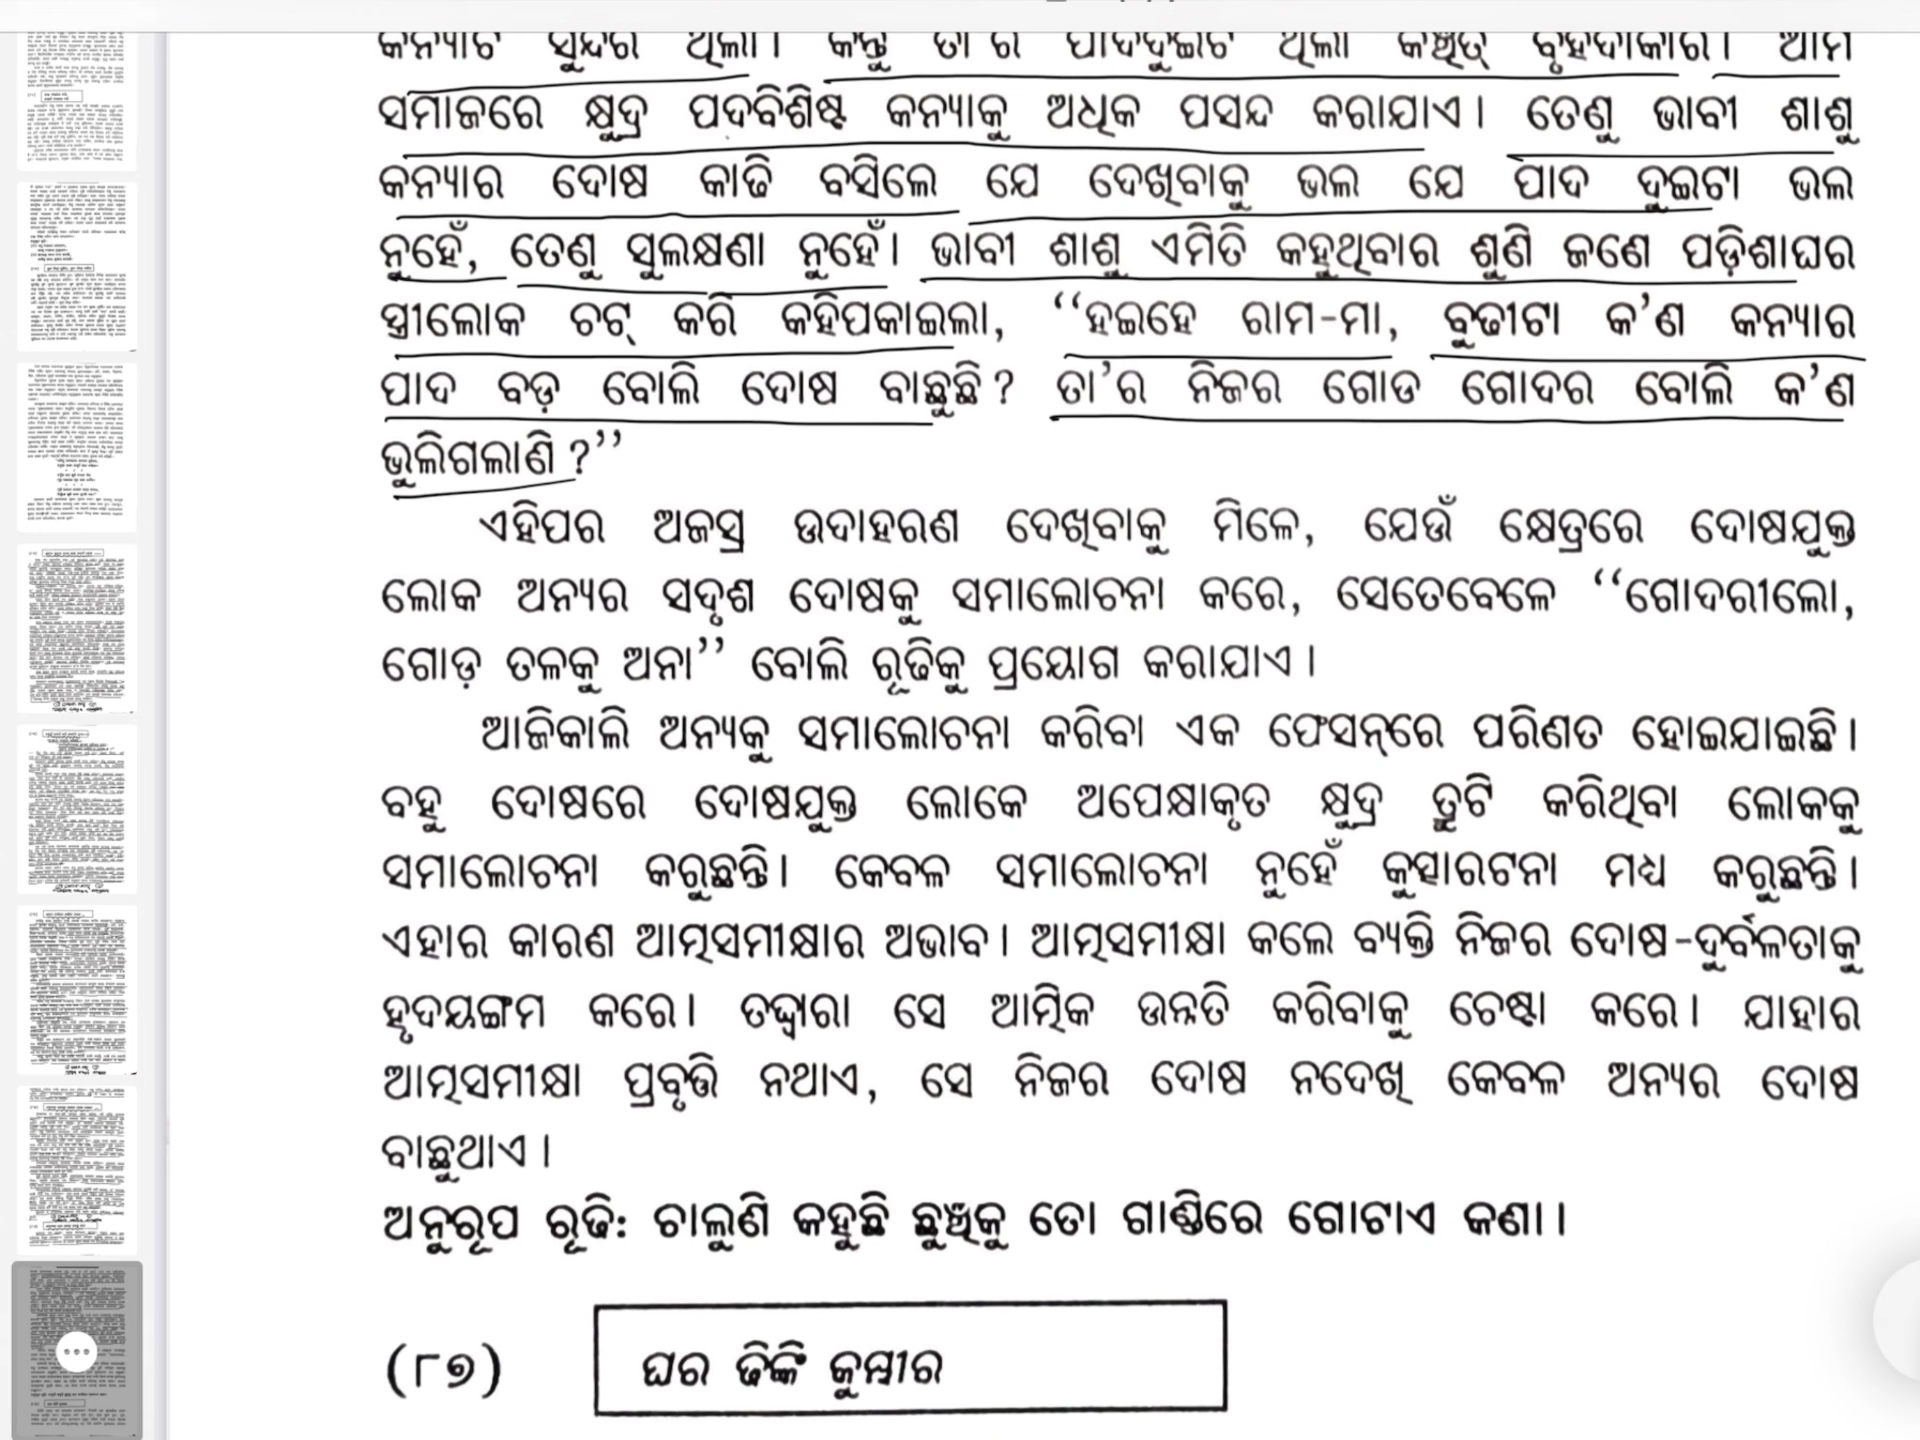 କନ୍ୟାଟି ସୁନ୍ଦର ଥିଲା। କିନ୍ତୁ ତା'ର ପାଦଦୁଇଟି ଥିଲା କିଞ୍ଚିତ୍ ବୃହଦାକାର। ଆମ
ସମାଜରେ କ୍ଷୁଦ୍ର ପଦବିଶିଷ୍ଟ କନ୍ୟାକୁ ଅଧିକ ପସନ୍ଦ କରାଯାଏ। ତେଣୁ ଭାବୀ ଶାଶୁ
କନ୍ୟାର ଦୋଷ କାଢି ବସିଲେ ଯେ ଦେଖିବାକୁ ଭଲ ଯେ ପାଦ ଦୁଇଟା ଭଲ
ନୁହେଁ, ତେଣୁ ସୁଲକ୍ଷଣା ନୁହେଁ। ଭାବୀ ଶାଶୁ ଏମିତି କହୁଥିବାର ଶୁଣି ଜଣେ ପଡ଼ିଶାଘର
ସ୍ତ୍ରୀଲୋକ ଚଟ୍ କରି କହିପକାଇଲା, ‘‘ହଇହେ ରାମ-ମା, ବୁଢୀଟା କ’ଣ କନ୍ୟାର
ପାଦ ବଡ଼ ବୋଲି ଦୋଷ ବାଛୁଛି? ତା’ର ନିଜର ଗୋଡ ଗୋଦର ବୋଲି କ’ଣ
ଭୁଲିଗଲାଣି?’’
ଏହିପର ଅଜସ୍ର ଉଦାହରଣ ଦେଖିବାକୁ ମିଳେ, ଯେଉଁ କ୍ଷେତ୍ରରେ ଦୋଷଯୁକ୍ତ
ଲୋକ ଅନ୍ୟର ସଦୃଶ ଦୋଷକୁ ସମାଲୋଚନା କରେ, ସେତେବେଳେ ‘‘ଗୋଦରୀଲୋ,
ଗୋଡ଼ ତଳକୁ ଅନା’’ ବୋଲି ରୂଢିକୁ ପ୍ରୟୋଗ କରାଯାଏ।
ଆଜିକାଲି ଅନ୍ୟକୁ ସମାଲୋଚନା କରିବା ଏକ ଫେସନ୍‌ରେ ପରିଣତ ହୋଇଯାଇଛି।
ବହୁ ଦୋଷରେ ଦୋଷଯୁକ୍ତ ଲୋକେ ଅପେକ୍ଷାକୃତ କ୍ଷୁଦ୍ର ତ୍ରୁଟି କରିଥିବା ଲୋକକୁ
ସମାଲୋଚନା କରୁଛନ୍ତି। କେବଳ ସମାଲୋଚନା ନୁହେଁ କୁତ୍ସାରଟନା ମଧ୍ୟ କରୁଛନ୍ତି।
ଏହାର କାରଣ ଆତ୍ମସମୀକ୍ଷାର ଅଭାବ। ଆତ୍ମସମୀକ୍ଷା କଲେ ବ୍ୟକ୍ତି ନିଜର ଦୋଷ-ଦୁର୍ବଳତାକୁ
ହୃଦୟଙ୍ଗମ କରେ। ତଦ୍ଦ୍ୱାରା ସେ ଆତ୍ମିକ ଉନ୍ନତି କରିବାକୁ ଚେଷ୍ଟା କରେ। ଯାହାର
ଆତ୍ମସମୀକ୍ଷା ପ୍ରବୃତ୍ତି ନଥାଏ, ସେ ନିଜର ଦୋଷ ନଦେଖି କେବଳ ଅନ୍ୟର ଦୋଷ
ବାଛୁଥାଏ।
ଅନୁରୂପ ରୂଢି: ଚାଲୁଣି କହୁଛି ଛୁଞ୍ଚିକୁ ତୋ ଗାଣ୍ଡିରେ ଗୋଟାଏ କଣା।
(୮୭) ଘର ଢିଙ୍କି କୁମ୍ଭୀର